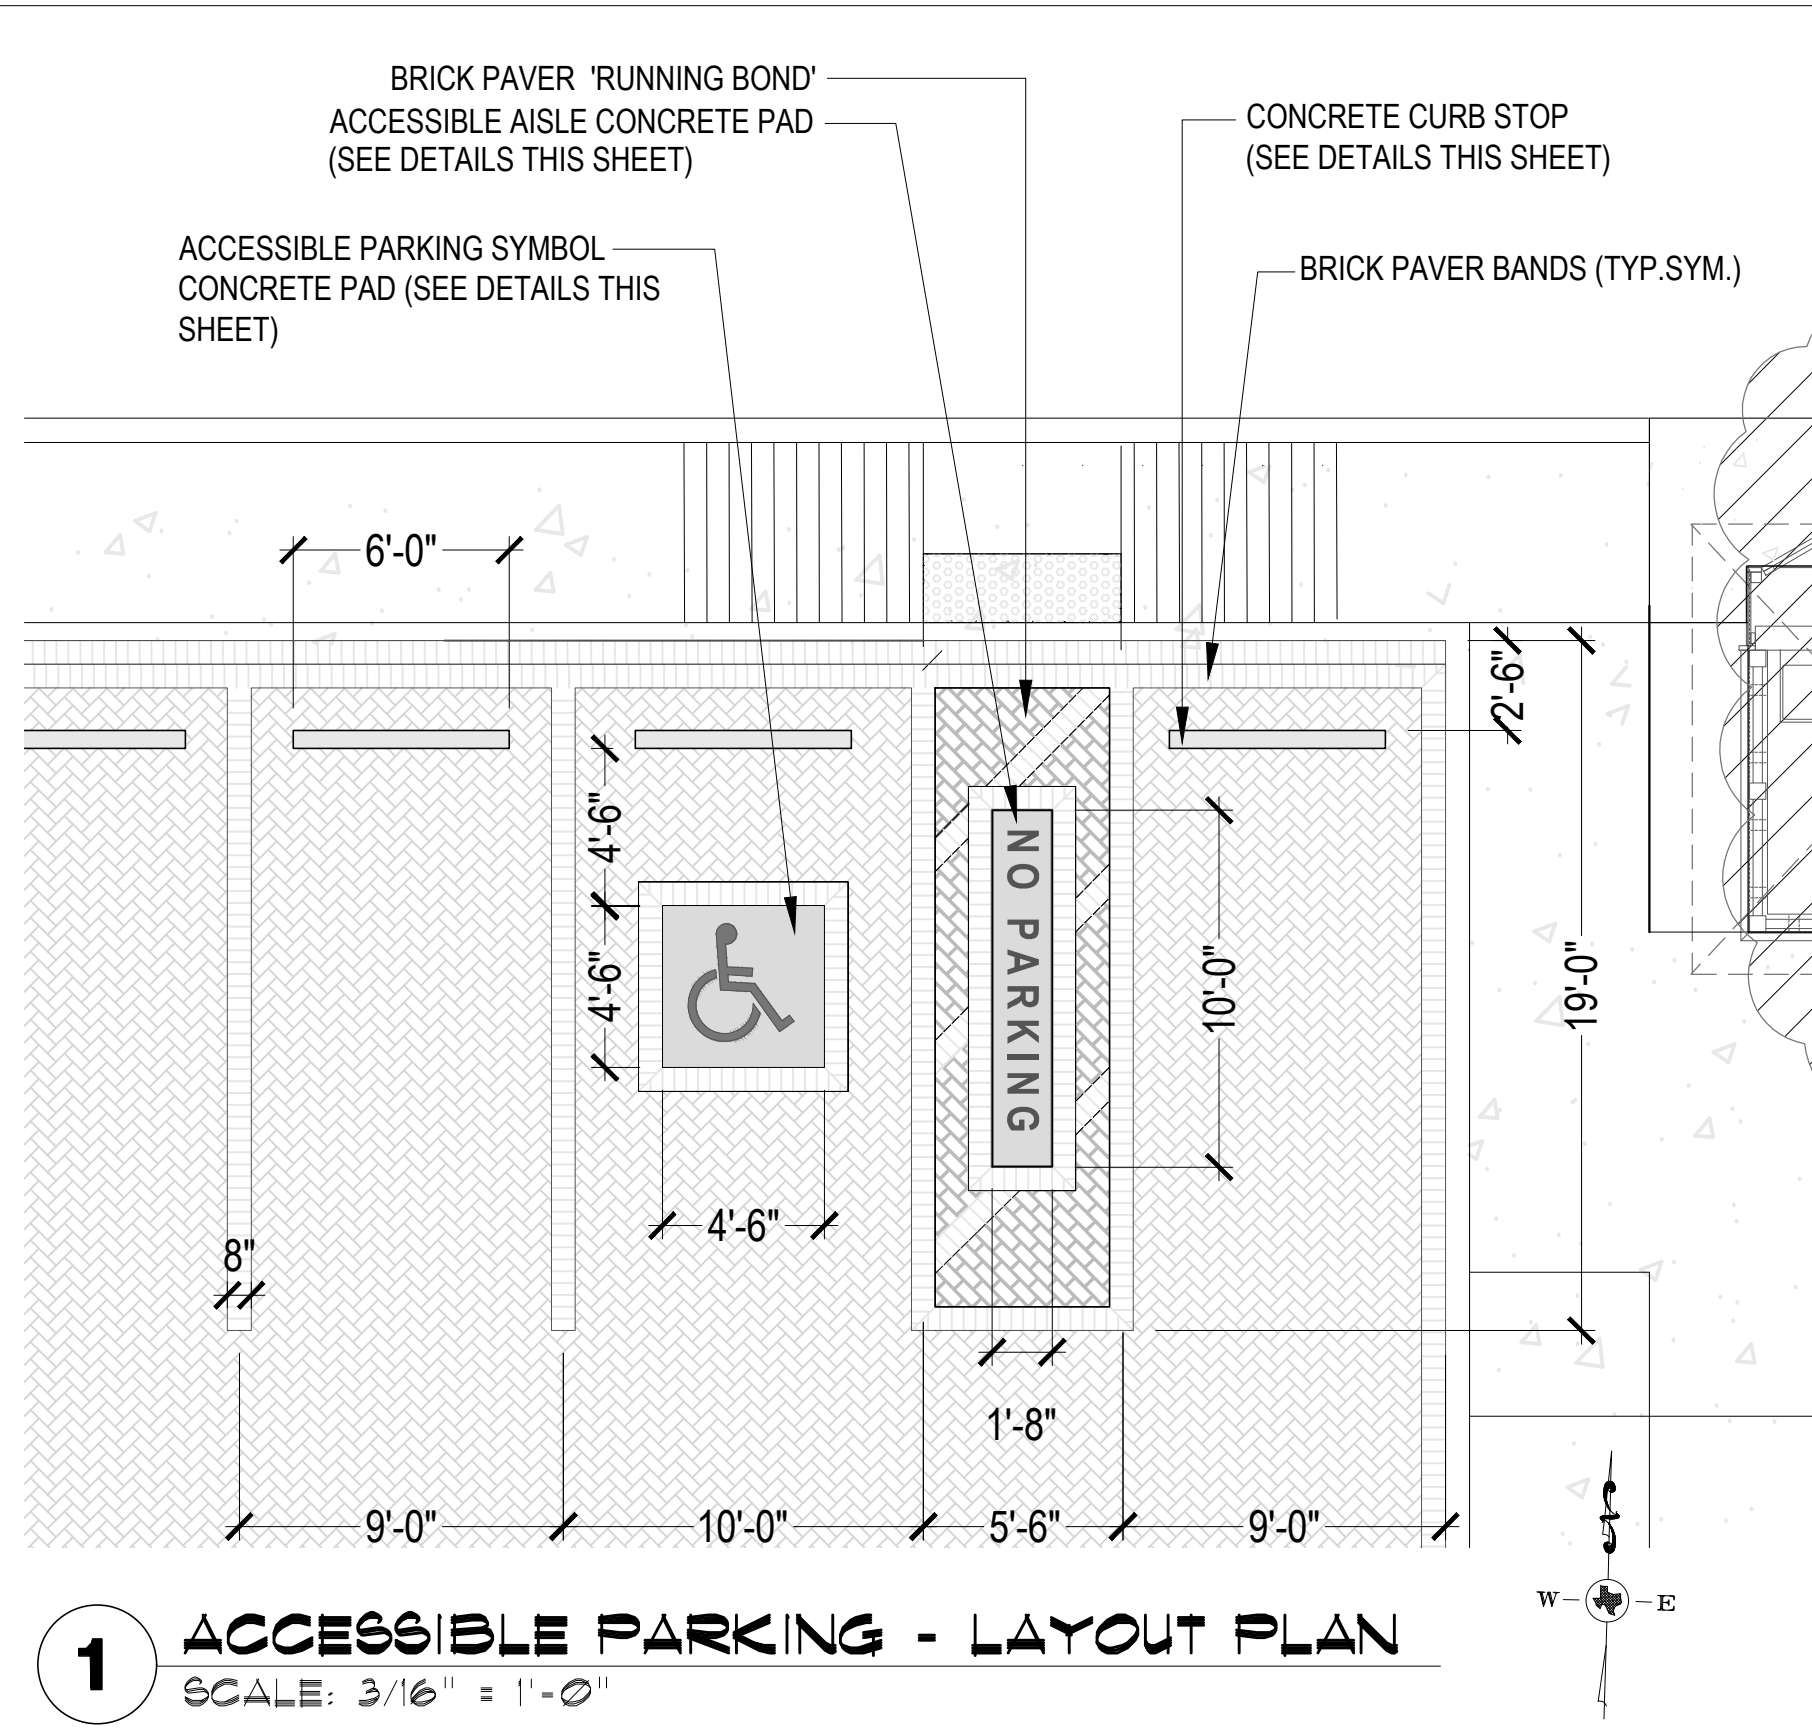 BRICK PAVER 'RUNNING BOND'
ACCESSIBLE AISLE CONCRETE PAD
(SEE DETAILS THIS SHEET)
CONCRETE CURB STOP
(SEE DETAILS THIS SHEET)
ACCESSIBLE PARKING SYMBOL
CONCRETE PAD (SEE DETAILS THIS
SHEET)
BRICK PAVER BANDS (TYP.SYM.)
6'-0"
2'-6"
4'-6"
4'-6"
NO PARKING
10'-0"
19'-0"
4'-6"
8"
1'-8"
9'-0"
10'-0"
5'-6"
9'-0"
W
E
1
ACCESSIBLE PARKING - LAYOUT PLAN
SCALE: 3/16" = 1'-0"